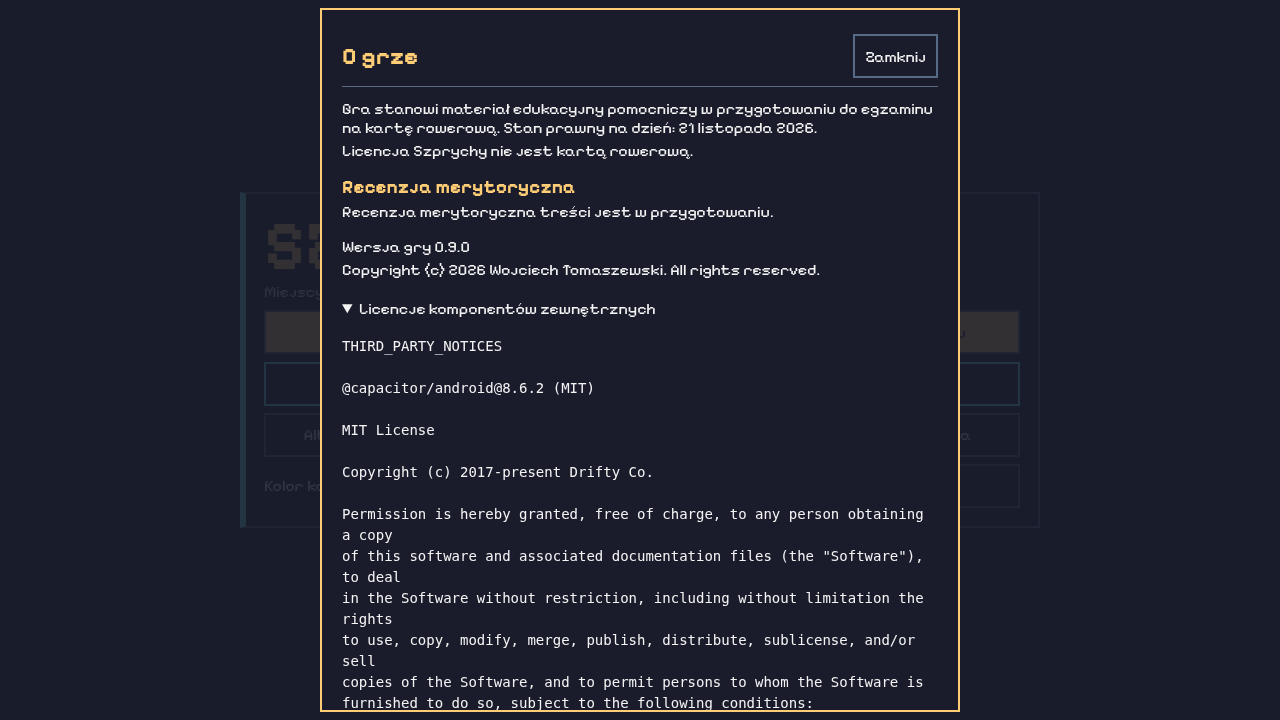 O grze
Zamknij
Gra stanowi materiał edukacyjny pomocniczy w przygotowaniu do egzaminu
na kartę rowerową. Stan prawny na dzień: 21 listopada 2026.
Licencja Szprychy nie jest kartą rowerową.
Recenzja merytoryczna
Recenzja merytoryczna treści jest w przygotowaniu.
Wersja gry 0.9.0
Copyright (c) 2026 Wojciech Tomaszewski. All rights reserved.
▼ Licencje komponentów zewnętrznych
THIRD_PARTY_NOTICES
@capacitor/android@8.6.2 (MIT)
MIT License
Copyright (c) 2017-present Drifty Co.
Permission is hereby granted, free of charge, to any person obtaining
a copy
of this software and associated documentation files (the "Software"),
to deal
in the Software without restriction, including without limitation the
rights
to use, copy, modify, merge, publish, distribute, sublicense, and/or
sell
copies of the Software, and to permit persons to whom the Software is
furnished to do so, subject to the following conditions:
Kolor